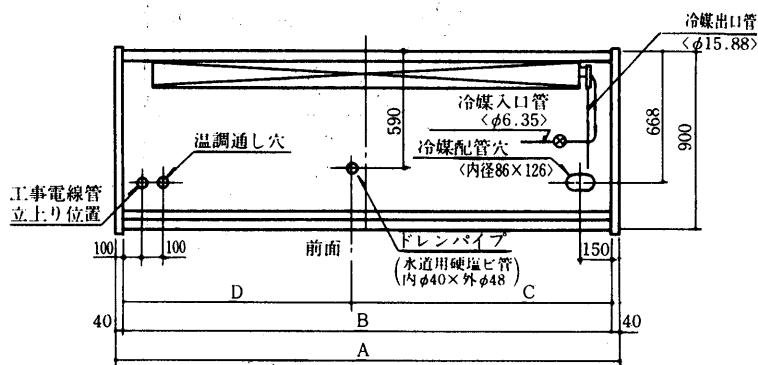 冷媒出口管
<φ15.88>
冷媒入口管
<φ6.35>
590
668
900
温調通し穴
冷媒配管穴
<内径86×126>
工事電線管
立上り位置
100
100
前面
ドレンパイプ
(水道用硬塩ビ管
内φ40×外φ48)
150
D
C
40
B
40
A